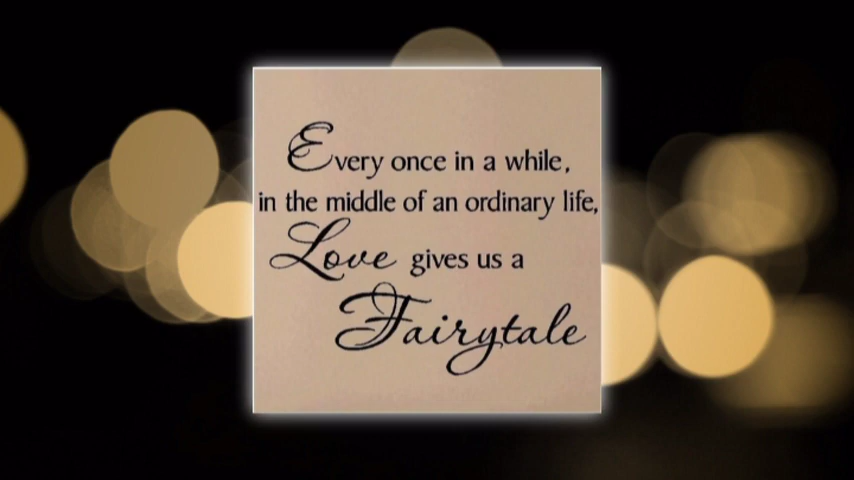 Every once in a while,
in the middle of an ordinary life,
Love gives us a
Fairytale